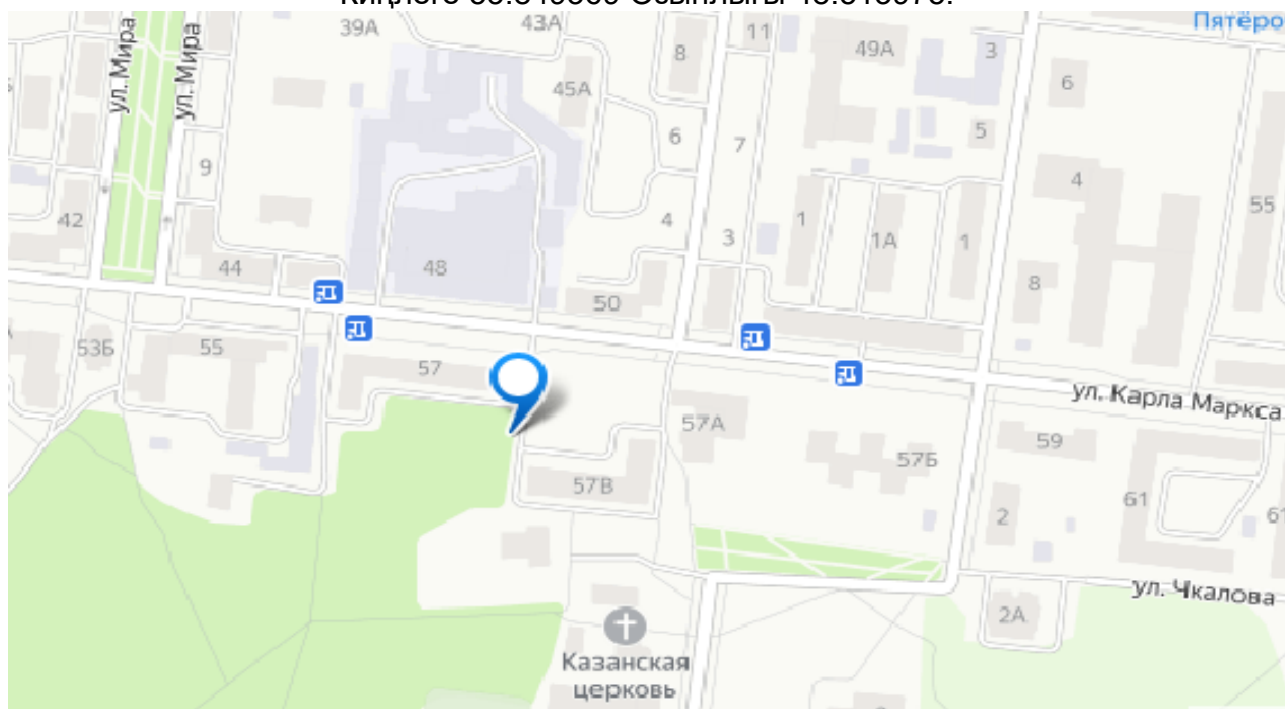 Пятёро
39А
43А
11
49А
3
8
ул. Мира
ул. Мира
45А
6
5
6
7
9
4
55
42
4
3
1
1А
1
44
48
8
50
53Б
55
57
ул. Карла Маркса
57А
59
57Б
57В
61
2
61
ул. Чкалова
2А
Казанская
церковь